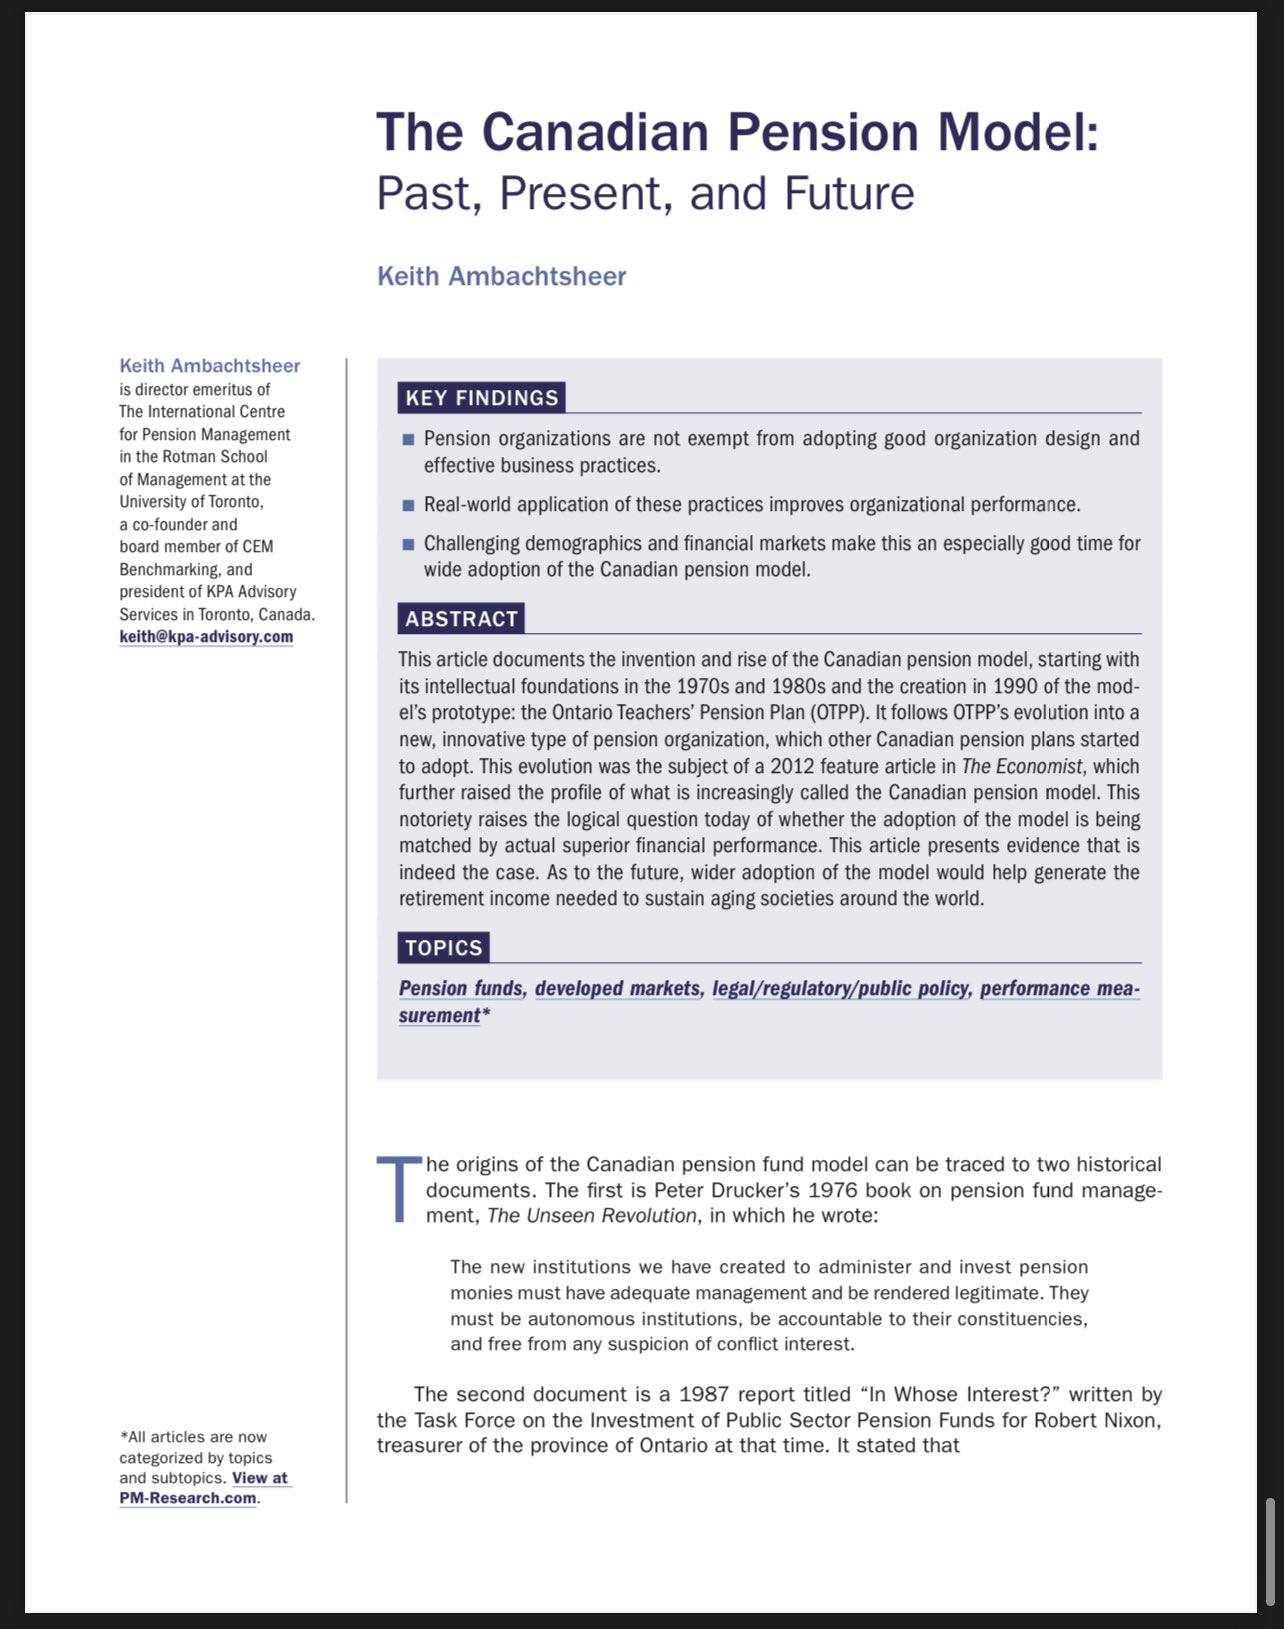 The Canadian Pension Model:
Past, Present, and Future
Keith Ambachtsheer
Keith Ambachtsheer
is director emeritus of
The International Centre
for Pension Management
in the Rotman School
of Management at the
University of Toronto,
a co-founder and
board member of CEM
Benchmarking, and
president of KPA Advisory
Services in Toronto, Canada.
keith@kpa-advisory.com
KEY FINDINGS
■ Pension organizations are not exempt from adopting good organization design and
effective business practices.
■ Real-world application of these practices improves organizational performance.
■ Challenging demographics and financial markets make this an especially good time for
wide adoption of the Canadian pension model.
ABSTRACT
This article documents the invention and rise of the Canadian pension model, starting with
its intellectual foundations in the 1970s and 1980s and the creation in 1990 of the mod-
el’s prototype: the Ontario Teachers’ Pension Plan (OTPP). It follows OTPP’s evolution into a
new, innovative type of pension organization, which other Canadian pension plans started
to adopt. This evolution was the subject of a 2012 feature article in The Economist, which
further raised the profile of what is increasingly called the Canadian pension model. This
notoriety raises the logical question today of whether the adoption of the model is being
matched by actual superior financial performance. This article presents evidence that is
indeed the case. As to the future, wider adoption of the model would help generate the
retirement income needed to sustain aging societies around the world.
TOPICS
Pension funds, developed markets, legal/regulatory/public policy, performance mea-
surement*
The origins of the Canadian pension fund model can be traced to two historical
documents. The first is Peter Drucker’s 1976 book on pension fund manage-
ment, The Unseen Revolution, in which he wrote:
The new institutions we have created to administer and invest pension
monies must have adequate management and be rendered legitimate. They
must be autonomous institutions, be accountable to their constituencies,
and free from any suspicion of conflict interest.
The second document is a 1987 report titled “In Whose Interest?” written by
the Task Force on the Investment of Public Sector Pension Funds for Robert Nixon,
treasurer of the province of Ontario at that time. It stated that
*All articles are now
categorized by topics
and subtopics. View at
PM-Research.com.